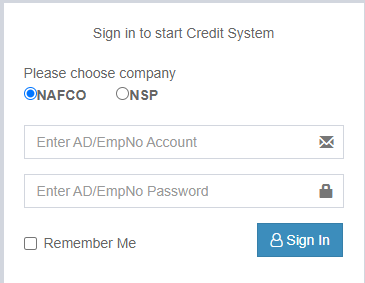 Sign in to start Credit System
Please choose company
NAFCO NSP
Enter AD/EmpNo Account
Enter AD/EmpNo Password
Remember Me Sign In